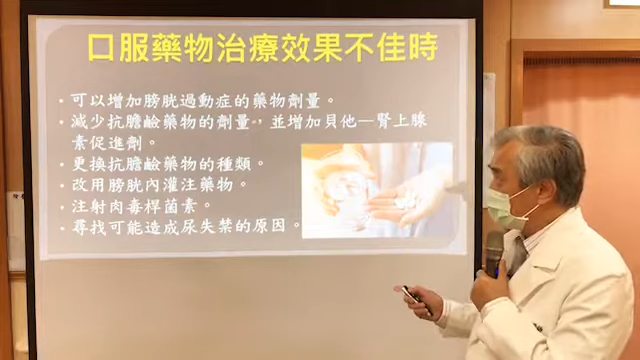 口服藥物治療效果不佳時
• 可以增加膀胱過動症的藥物劑量。
• 減少抗膽鹼藥物的劑量，並增加貝他—腎上腺
素促進劑。
• 更換抗膽鹼藥物的種類。
• 改用膀胱內灌注藥物。
• 注射肉毒桿菌素。
• 尋找可能造成尿失禁的原因。